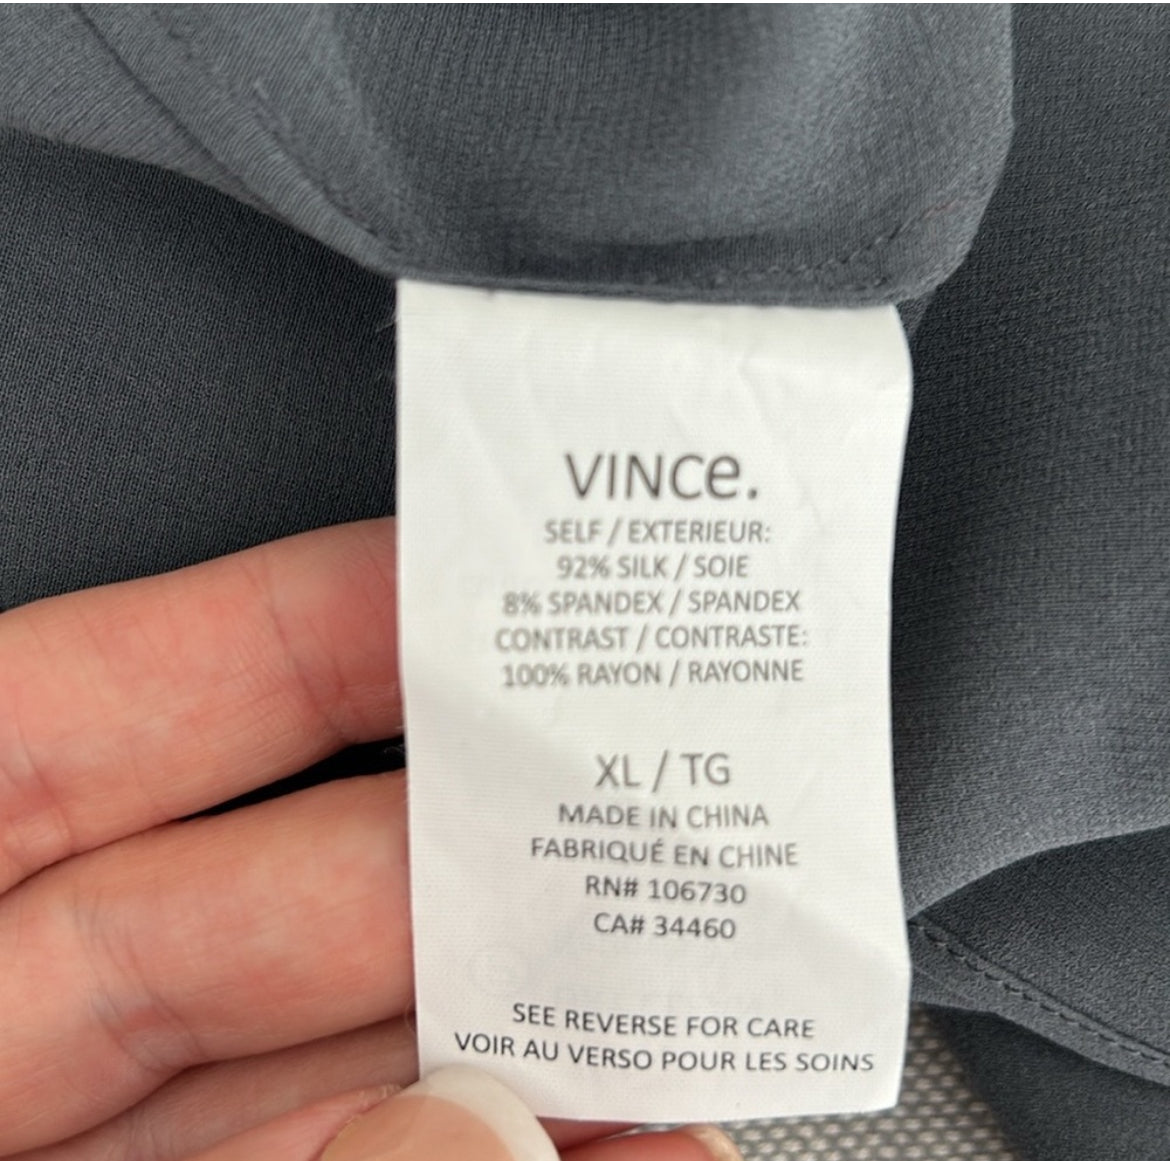 VINCe.
SELF / EXTERIEUR:
92% SILK / SOIE
8% SPANDEX / SPANDEX
CONTRAST / CONTRASTE:
100% RAYON / RAYONNE
XL / TG
MADE IN CHINA
FABRIQUÉ EN CHINE
RN# 106730
CA# 34460
SEE REVERSE FOR CARE
VOIR AU VERSO POUR LES SOINS